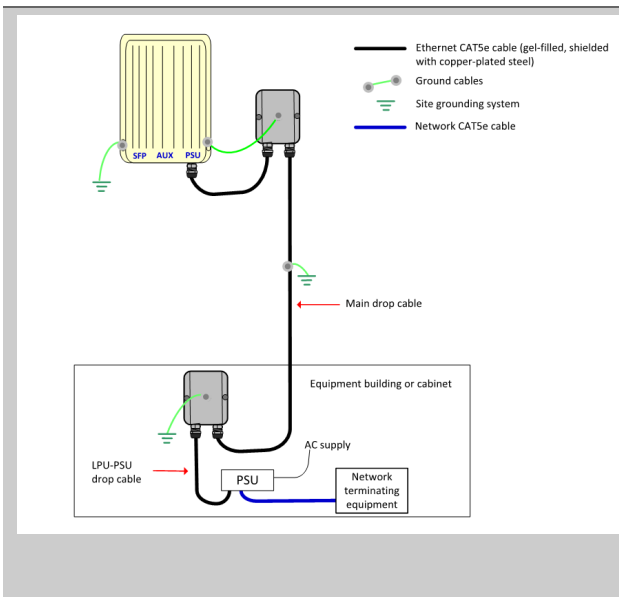 Ethernet CAT5e cable (gel-filled, shielded
with copper-plated steel)
Ground cables
Site grounding system
Network CAT5e cable
SFP AUX PSU
Main drop cable
Equipment building or cabinet
AC supply
LPU-PSU
drop cable
PSU
Network
terminating
equipment